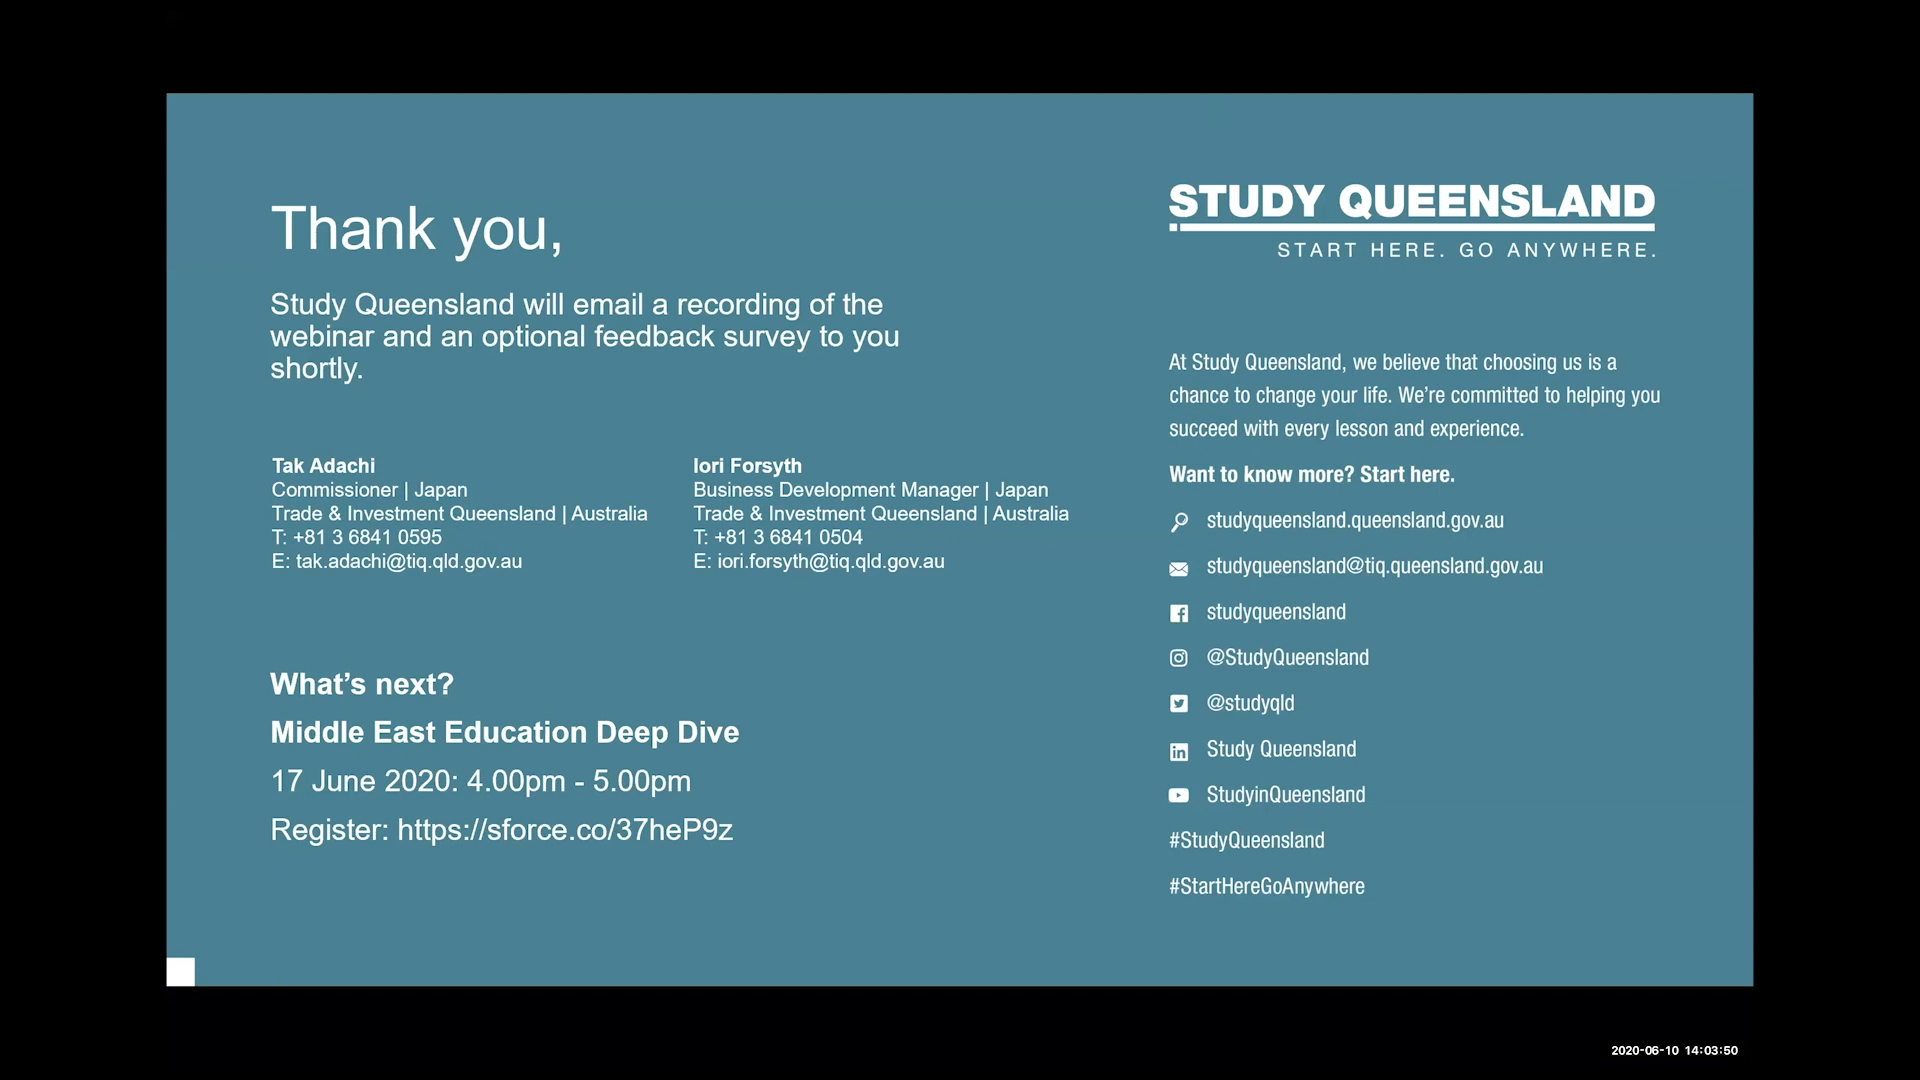 Thank you,
Study Queensland will email a recording of the
webinar and an optional feedback survey to you
shortly.
Tak Adachi
Commissioner | Japan
Trade & Investment Queensland | Australia
T: +81 3 6841 0595
E: tak.adachi@tiq.qld.gov.au
Iori Forsyth
Business Development Manager | Japan
Trade & Investment Queensland | Australia
T: +81 3 6841 0504
E: iori.forsyth@tiq.qld.gov.au
What’s next?
Middle East Education Deep Dive
17 June 2020: 4.00pm - 5.00pm
Register: https://sforce.co/37heP9z
STUDY QUEENSLAND
START HERE. GO ANYWHERE.
At Study Queensland, we believe that choosing us is a
chance to change your life. We’re committed to helping you
succeed with every lesson and experience.
Want to know more? Start here.
studyqueensland.queensland.gov.au
studyqueensland@tiq.queensland.gov.au
studyqueensland
@StudyQueensland
@studyqld
Study Queensland
StudyinQueensland
#StudyQueensland
#StartHereGoAnywhere
2020-06-10 14:03:50